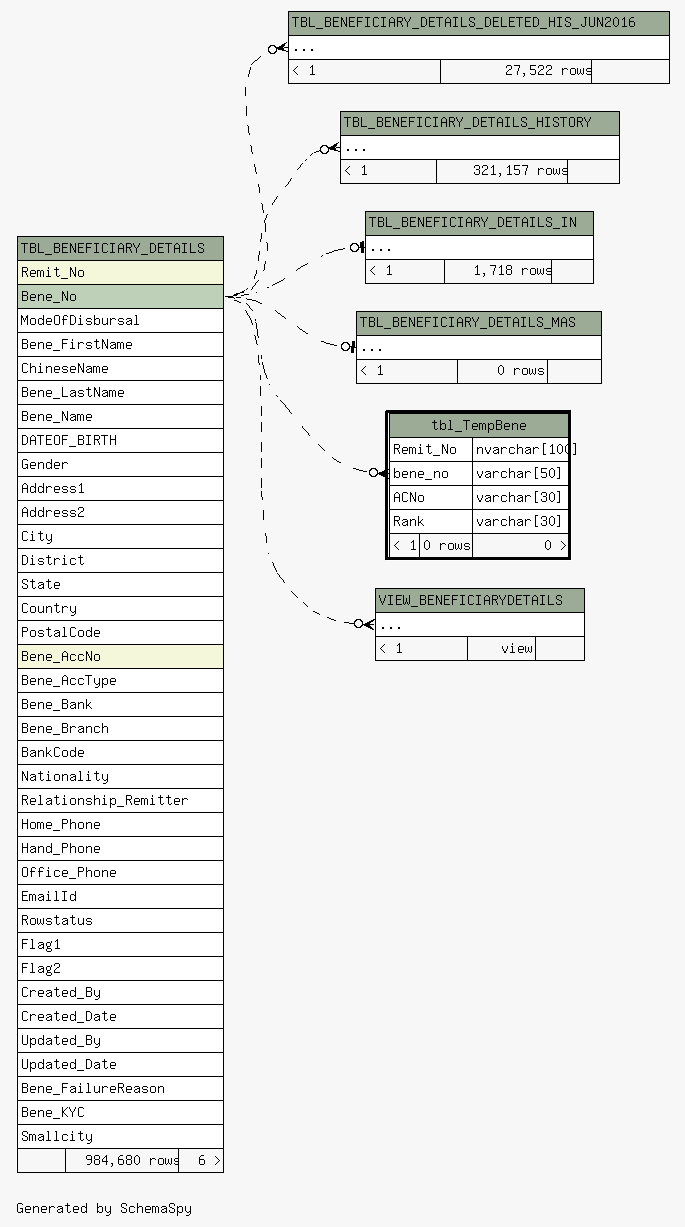 TBL_BENEFICIARY_DETAILS_DELETED_HIS_JUN2016
...
< 1 27,522 rows
TBL_BENEFICIARY_DETAILS_HISTORY
...
< 1 321,157 rows
TBL_BENEFICIARY_DETAILS_IN
...
< 1 1,718 rows
TBL_BENEFICIARY_DETAILS_MAS
...
< 1 0 rows
tbl_TempBene
Remit_No nvarchar[100]
bene_no varchar[50]
ACNo varchar[30]
Rank varchar[30]
< 1 0 rows 0 >
VIEW_BENEFICIARYDETAILS
...
< 1 view
TBL_BENEFICIARY_DETAILS
Remit_No
Bene_No
ModeOfDisbursal
Bene_FirstName
ChineseName
Bene_LastName
Bene_Name
DATEOF_BIRTH
Gender
Address1
Address2
City
District
State
Country
PostalCode
Bene_AccNo
Bene_AccType
Bene_Bank
Bene_Branch
BankCode
Nationality
Relationship_Remitter
Home_Phone
Hand_Phone
Office_Phone
EmailId
Rowstatus
Flag1
Flag2
Created_By
Created_Date
Updated_By
Updated_Date
Bene_FailureReason
Bene_KYC
Smallcity
984,680 rows 6 >
Generated by SchemaSpy